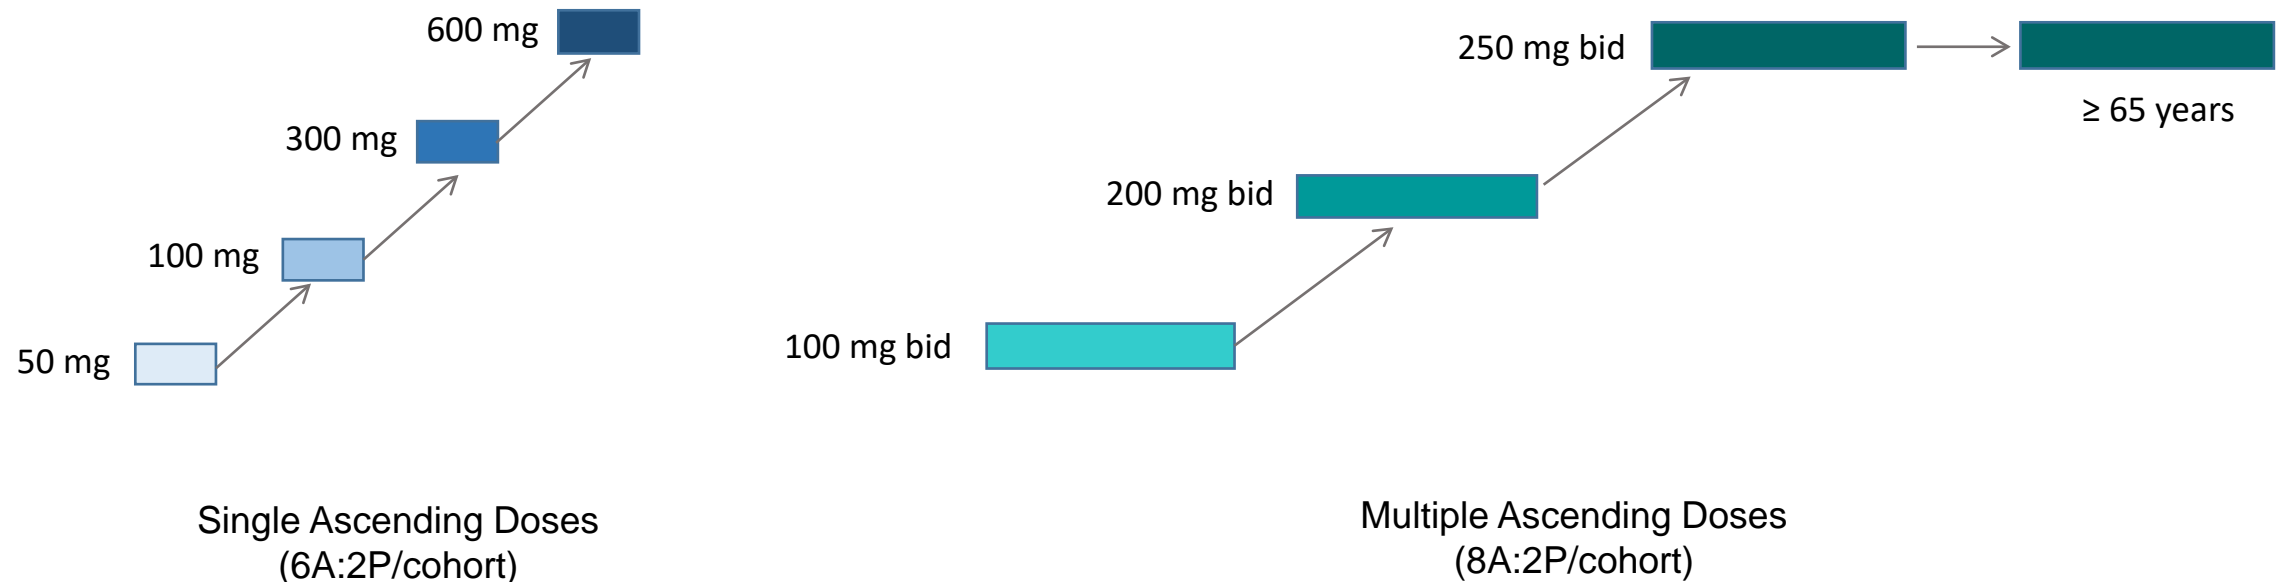 600 mg
300 mg
100 mg
50 mg
Single Ascending Doses
(6A:2P/cohort)
250 mg bid
≥ 65 years
200 mg bid
100 mg bid
Multiple Ascending Doses
(8A:2P/cohort)